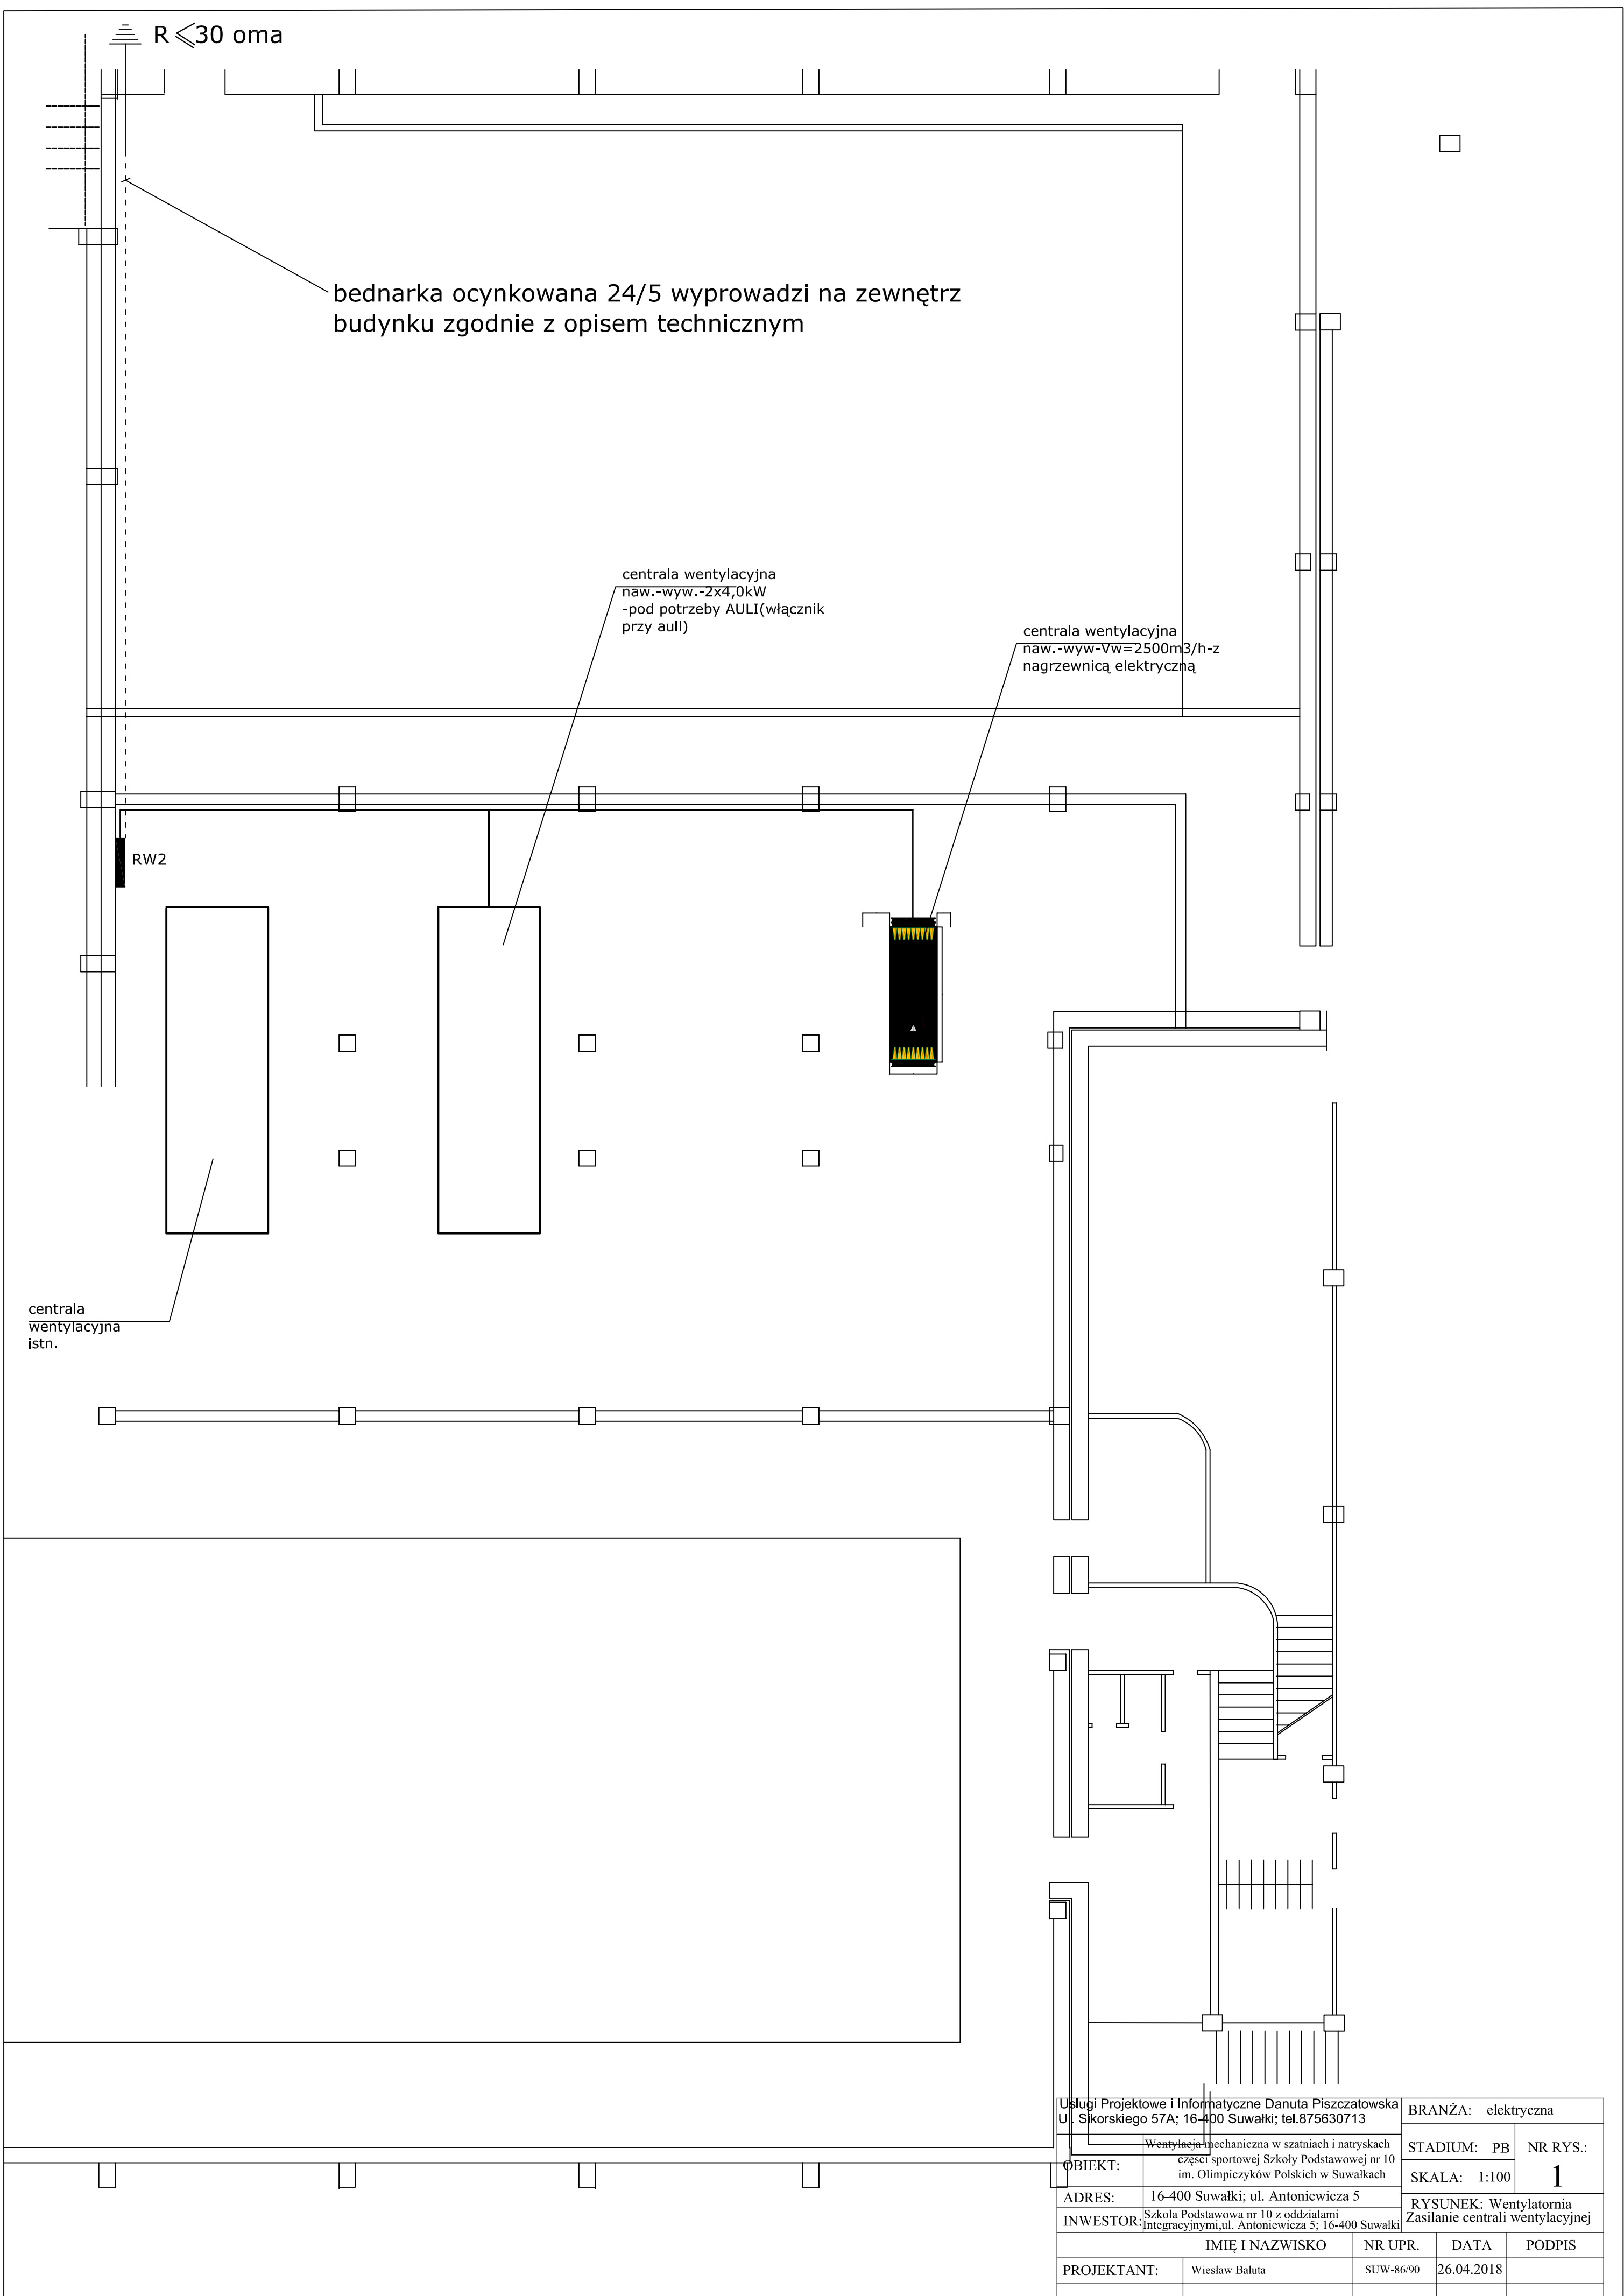 R ⩽30 oma
bednarka ocynkowana 24/5 wyprowadzi na zewnętrz
budynku zgodnie z opisem technicznym
centrala wentylacyjna
naw.-wyw.-2x4,0kW
-pod potrzeby AULI(włącznik
przy auli)
centrala wentylacyjna
naw.-wyw-Vw=2500m3/h-z
nagrzewnicą elektryczną
RW2
centrala
wentylacyjna
istn.
Usługi Projektowe i Informatyczne Danuta Piszczatowska
Ul. Sikorskiego 57A; 16-400 Suwałki; tel.875630713
BRANŻA: elektryczna
OBIEKT:
Wentylacja mechaniczna w szatniach i natryskach
częsci sportowej Szkoły Podstawowej nr 10
im. Olimpiczyków Polskich w Suwałkach
STADIUM: PB
NR RYS.:
SKALA: 1:100
1
ADRES: 16-400 Suwałki; ul. Antoniewicza 5
INWESTOR:
Szkola Podstawowa nr 10 z oddzialami
Integracyjnymi,ul. Antoniewicza 5; 16-400 Suwałki
RYSUNEK: Wentylatornia
Zasilanie centrali wentylacyjnej
IMIĘ I NAZWISKO NR UPR. DATA PODPIS
PROJEKTANT: Wiesław Baluta SUW-86/90 26.04.2018